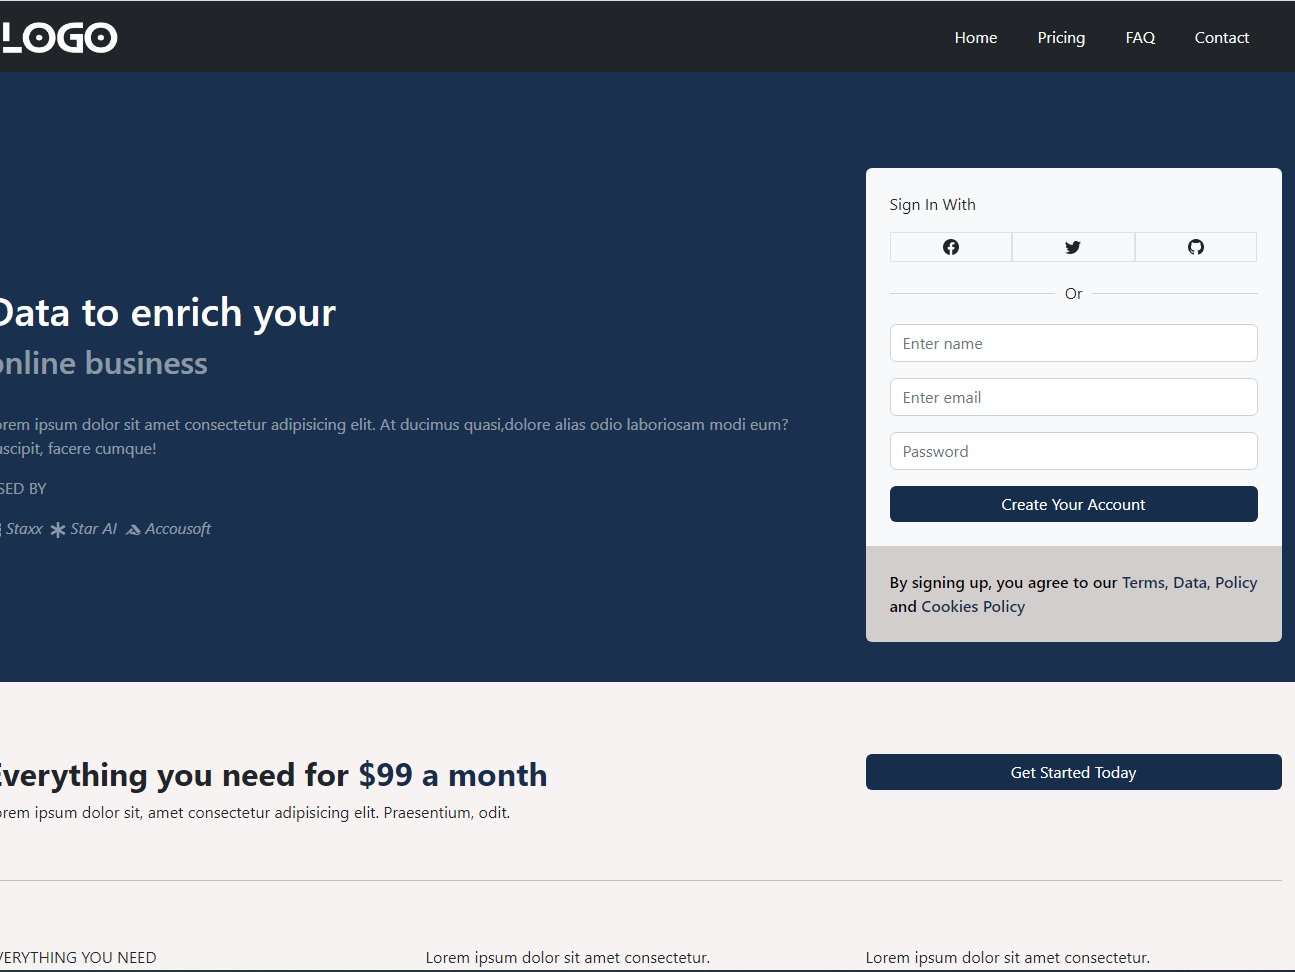 LOGO
Home Pricing FAQ Contact
Sign In With
Or
Enter name
Enter email
Password
Create Your Account
By signing up, you agree to our Terms, Data, Policy
and Cookies Policy
Data to enrich your
online business
orem ipsum dolor sit amet consectetur adipisicing elit. At ducimus quasi,dolore alias odio laboriosam modi eum?
uscipit, facere cumque!
SED BY
Staxx Star AI Accousoft
Everything you need for $99 a month
orem ipsum dolor sit, amet consectetur adipisicing elit. Praesentium, odit.
Get Started Today
VERYTHING YOU NEED
Lorem ipsum dolor sit amet consectetur.
Lorem ipsum dolor sit amet consectetur.